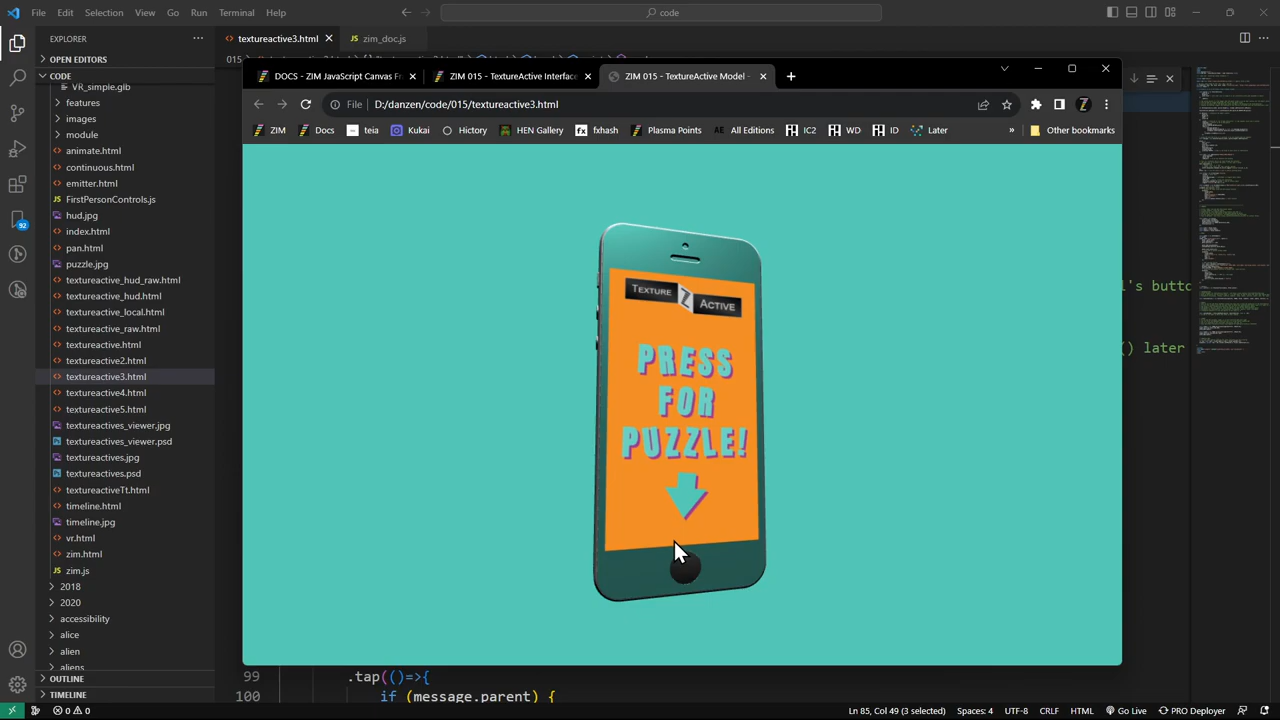 File Edit Selection View Go Run Terminal Help
code
EXPLORER
textureactive3.html
zim_doc.js
OPEN EDITORS
CODE
VR_simple.glb
features
images
module
animate.html
continuous.html
emitter.html
FirstPersonControls.js
hud.jpg
index.html
pan.html
puzzle.jpg
textureactive_hud_raw.html
textureactive_hud.html
textureactive_local.html
textureactive_raw.html
textureactive.html
textureactive2.html
textureactive3.html
textureactive4.html
textureactive5.html
textureactives_viewer.jpg
textureactives_viewer.psd
textureactives.jpg
textureactives.psd
textureactiveTt.html
timeline.html
timeline.jpg
vr.html
zim.html
zim.js
2018
2020
accessibility
alice
alien
aliens
OUTLINE
TIMELINE
DOCS - ZIM JavaScript Canvas Fr
ZIM 015 - TextureActive Interface
ZIM 015 - TextureActive Model -
File D:/danzen/code/015/textureactive3.html
ZIM Docs teia Kukai Hictory HEN Gallery fxhash Plasma Points AE All Editions IC2 WD ID Later » Other bookmarks
TEXTURE Z ACTIVE
PRESS
FOR
PUZZLE!
l's butto
() later
99 .tap(()=>{
100 if (message.parent) {
0 0 Ln 85, Col 49 (3 selected) Spaces: 4 UTF-8 CRLF HTML Go Live PRO Deployer
92